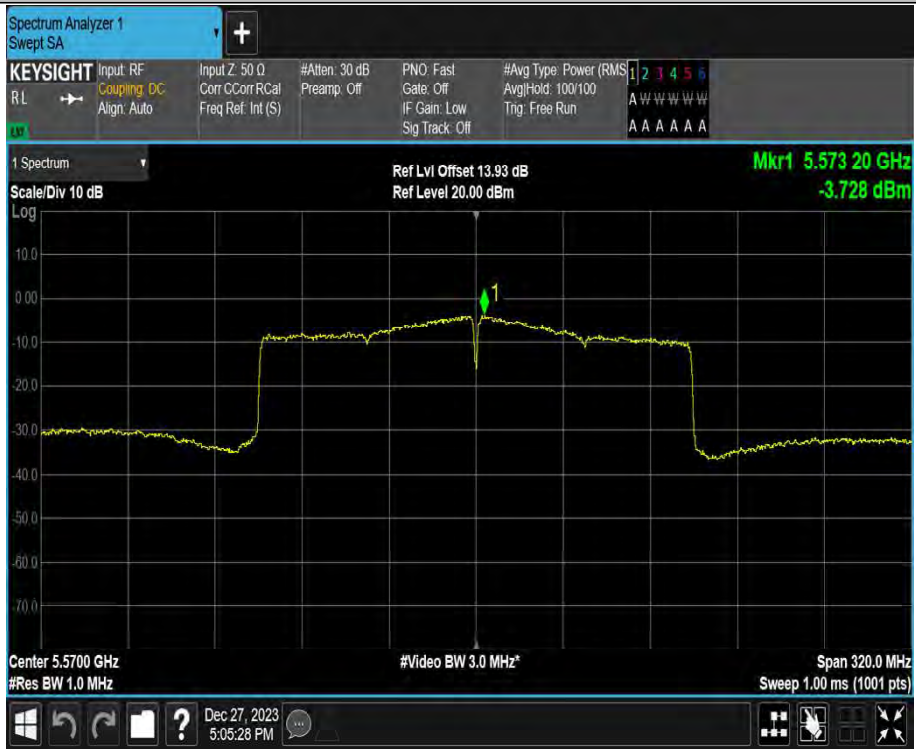 Spectrum Analyzer 1
Swept SA
+
KEYSIGHT
RL
LXI
Input: RF
Coupling: DC
Align: Auto
Input Z: 50 Ω
Corr CCorr RCal
Freq Ref: Int (S)
#Atten: 30 dB
Preamp: Off
PNO: Fast
Gate: Off
IF Gain: Low
Sig Track: Off
#Avg Type: Power (RMS
Avg|Hold: 100/100
Trig: Free Run
1 2 3 4 5 6
A W W W W W
A A A A A A
1 Spectrum
Scale/Div 10 dB
Log
Ref Lvl Offset 13.93 dB
Ref Level 20.00 dBm
Mkr1 5.573 20 GHz
-3.728 dBm
10.0
0.00
1
-10.0
-20.0
-30.0
-40.0
-50.0
-60.0
-70.0
Center 5.5700 GHz
#Res BW 1.0 MHz
#Video BW 3.0 MHz*
Span 320.0 MHz
Sweep 1.00 ms (1001 pts)
?
Dec 27, 2023
5:05:28 PM